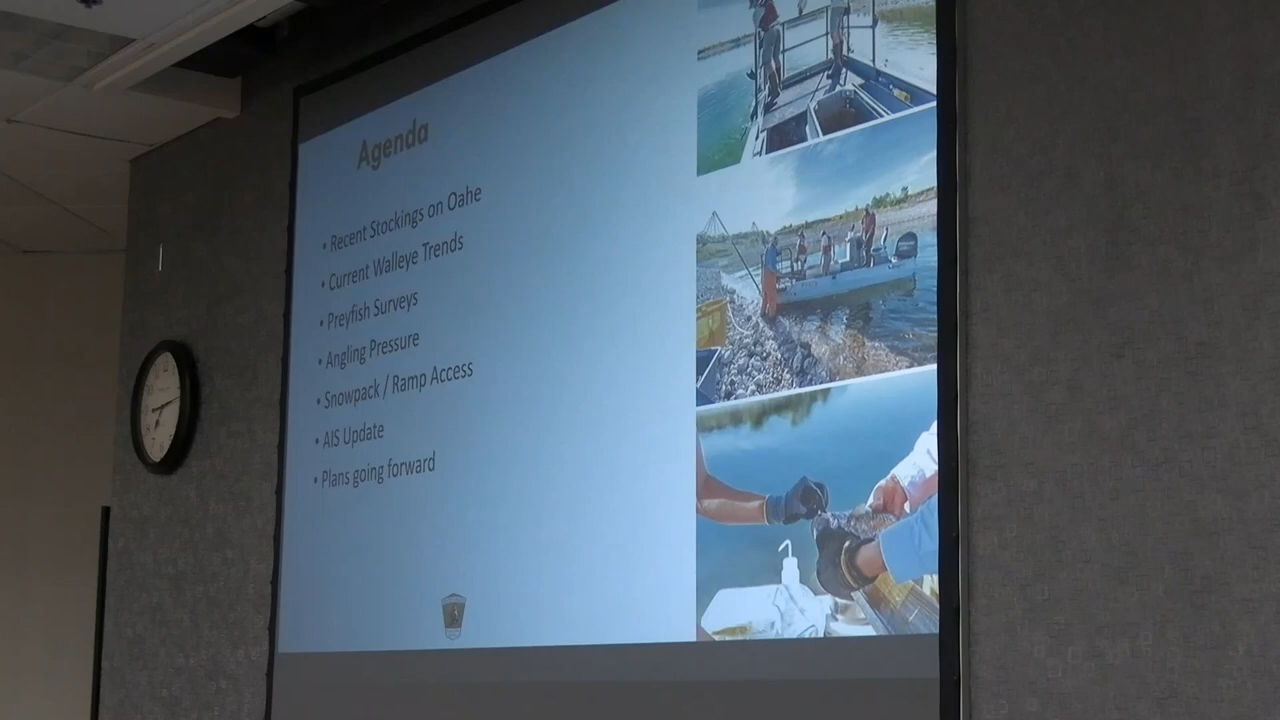 Agenda
• Recent Stockings on Oahe
• Current Walleye Trends
• Preyfish Surveys
• Angling Pressure
• Snowpack / Ramp Access
• AIS Update
• Plans going forward